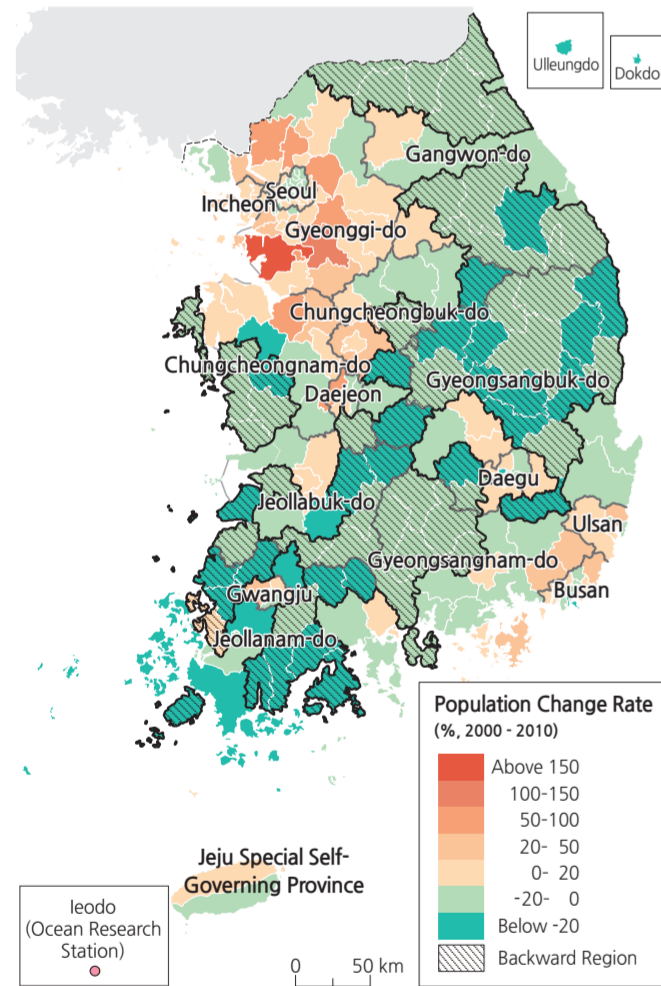 Ulleungdo
Dokdo
Gangwon-do
Seoul
Incheon
Gyeonggi-do
Chungcheongbuk-do
Chungcheongnam-do
Daejeon
Gyeongsangbuk-do
Daegu
Jeollabuk-do
Ulsan
Gyeongsangnam-do
Busan
Gwangju
Jeollanam-do
Jeju Special Self-
Governing Province
Ieodo
(Ocean Research
Station)
0 50 km
Population Change Rate
(%, 2000 - 2010)
Above 150
100-150
50-100
20- 50
0- 20
-20- 0
Below -20
Backward Region